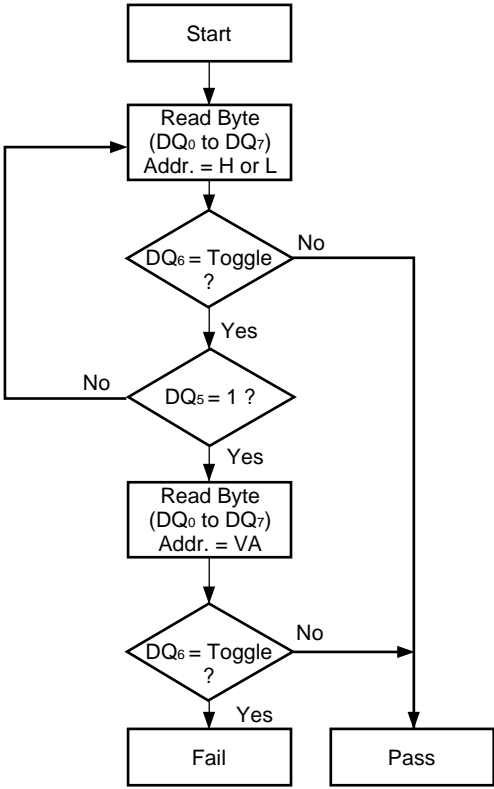 Start
Read Byte
(DQ₀ to DQ₇)
Addr. = H or L
DQ₆ = Toggle
?
No
Yes
No
DQ₅ = 1 ?
Yes
Read Byte
(DQ₀ to DQ₇)
Addr. = VA
DQ₆ = Toggle
?
No
Yes
Fail
Pass